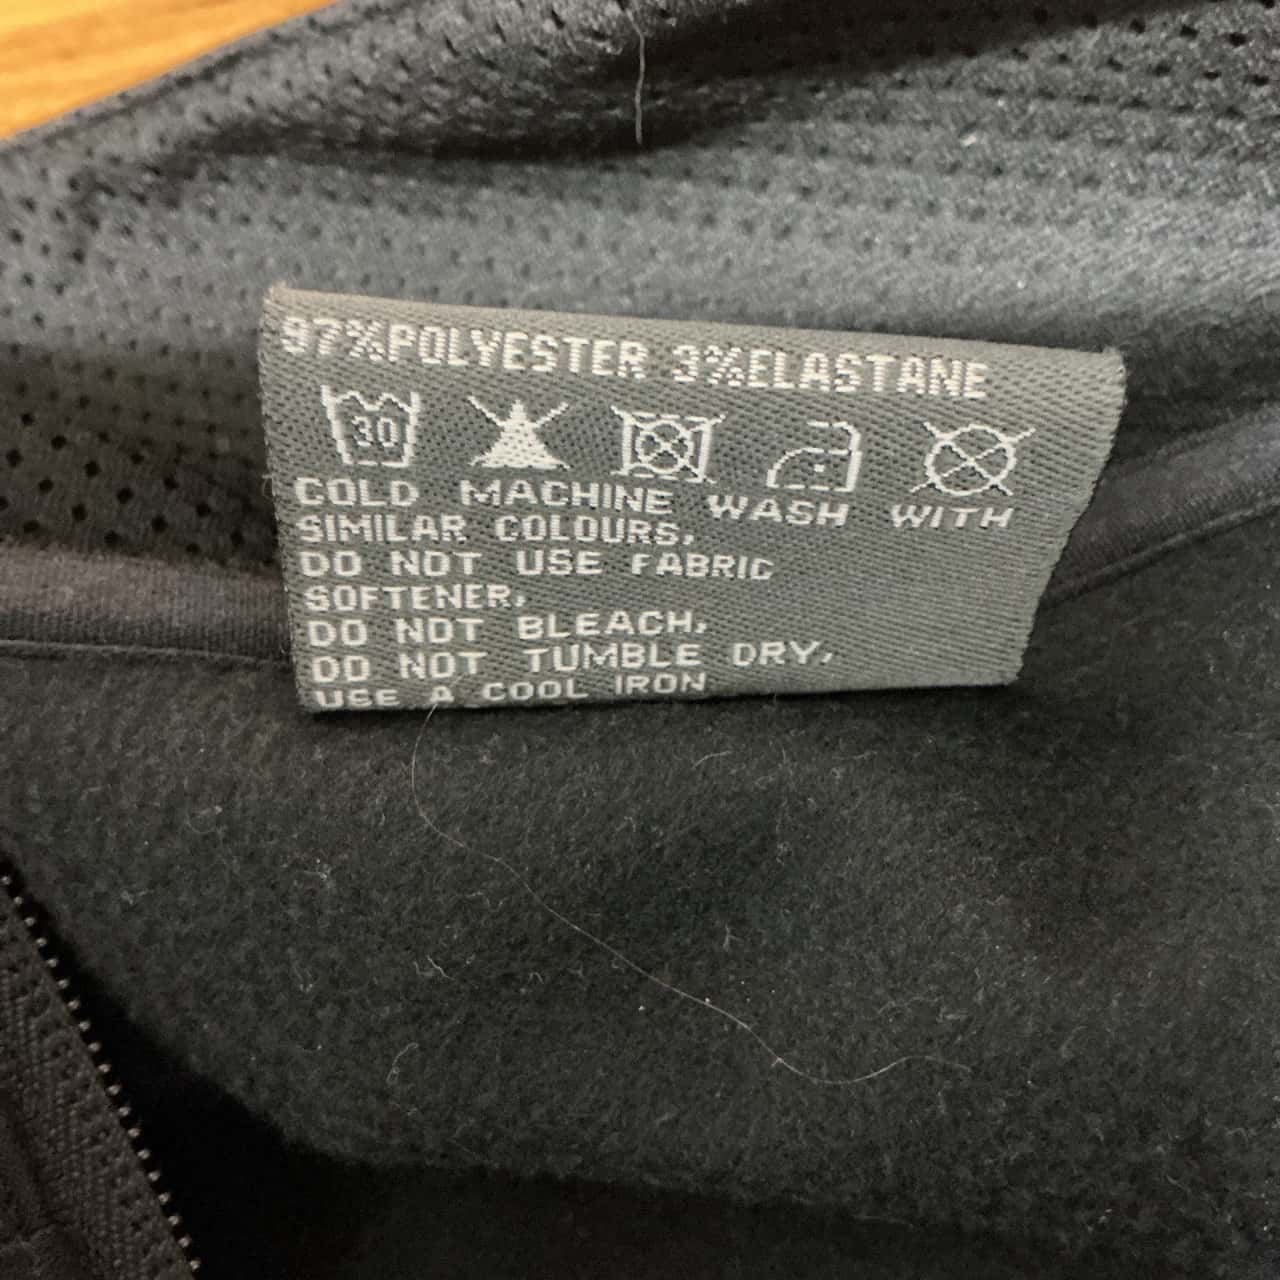 97%POLYESTER 3%ELASTANE
30
COLD MACHINE WASH WITH
SIMILAR COLOURS,
DO NOT USE FABRIC
SOFTENER,
DO NOT BLEACH,
DO NOT TUMBLE DRY,
USE A COOL IRON